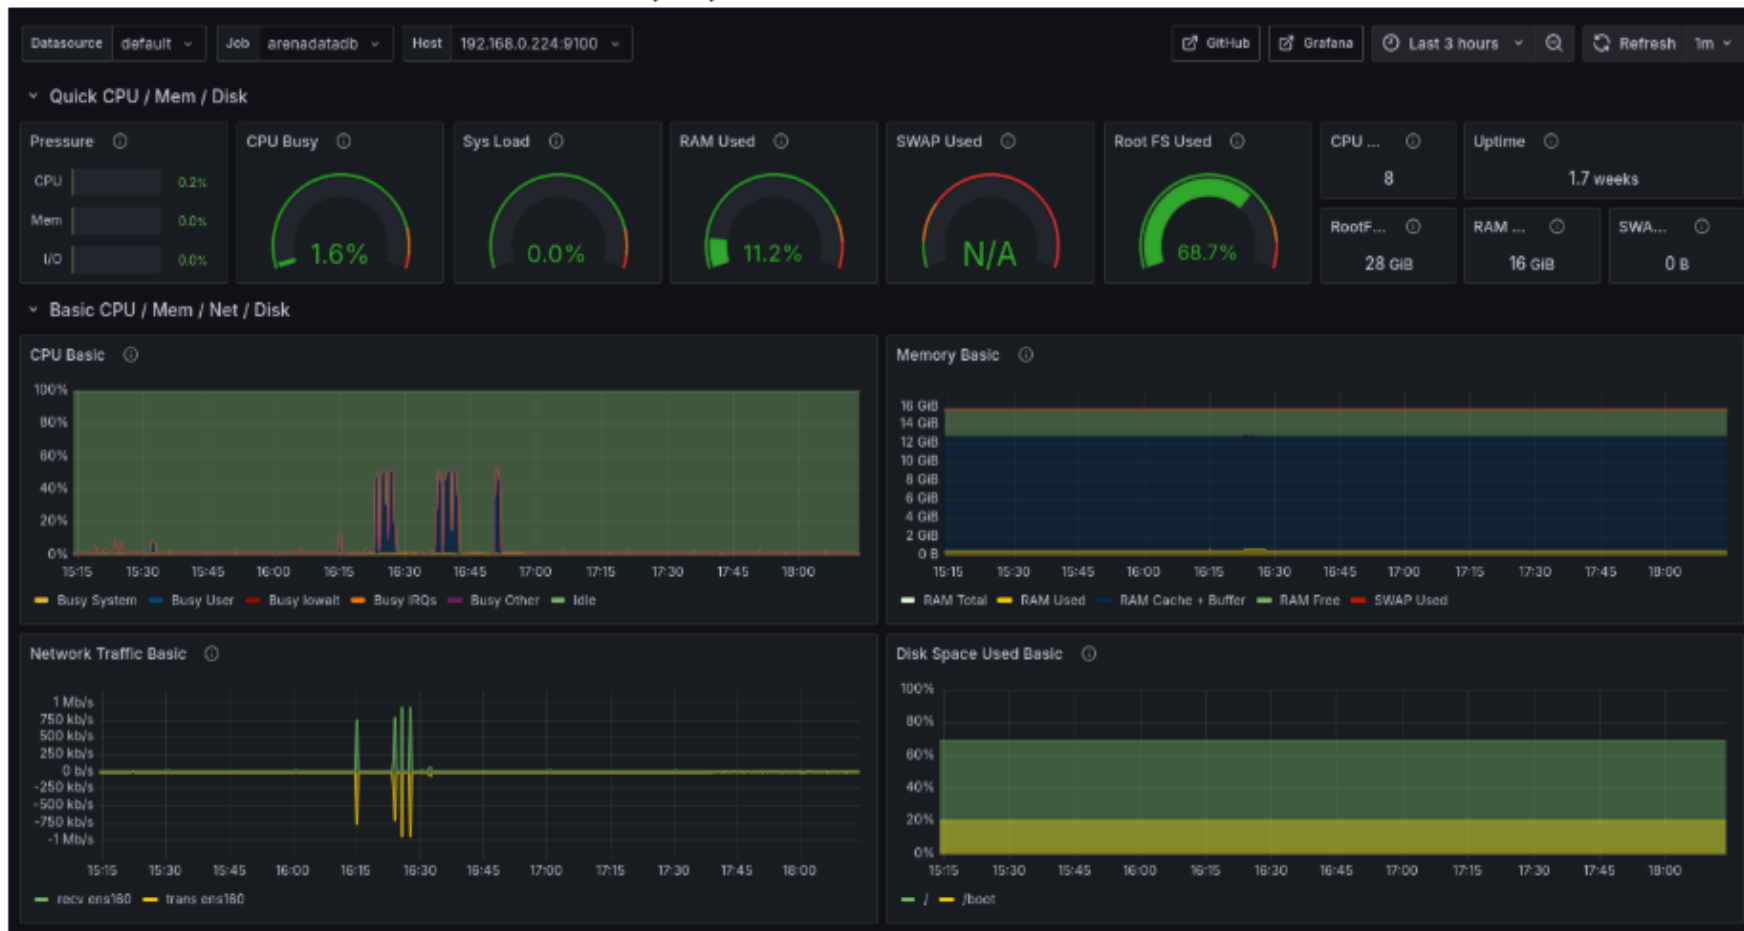 Datasource default Job arenadatadb Host 192.168.0.224:9100 GitHub Grafana Last 3 hours Refresh 1m
Quick CPU / Mem / Disk
Pressure CPU Busy Sys Load RAM Used SWAP Used Root FS Used CPU ... Uptime
CPU 0.2%
Mem 0.0%
I/O 0.0%
1.6% 0.0% 11.2% N/A 68.7%
8 1.7 weeks
RootF... RAM ... SWA...
28 GiB 16 GiB 0 B
Basic CPU / Mem / Net / Disk
CPU Basic
100%
80%
60%
40%
20%
0%
15:15 15:30 15:45 16:00 16:15 16:30 16:45 17:00 17:15 17:30 17:45 18:00
Busy System Busy User Busy Iowait Busy IRQs Busy Other Idle
Memory Basic
16 GiB
14 GiB
12 GiB
10 GiB
8 GiB
6 GiB
4 GiB
2 GiB
0 B
15:15 15:30 15:45 16:00 16:15 16:30 16:45 17:00 17:15 17:30 17:45 18:00
RAM Total RAM Used RAM Cache + Buffer RAM Free SWAP Used
Network Traffic Basic
1 Mb/s
750 kb/s
500 kb/s
250 kb/s
0 b/s
-250 kb/s
-500 kb/s
-750 kb/s
-1 Mb/s
15:15 15:30 15:45 16:00 16:15 16:30 16:45 17:00 17:15 17:30 17:45 18:00
recv ens160 trans ens160
Disk Space Used Basic
100%
80%
60%
40%
20%
0%
15:15 15:30 15:45 16:00 16:15 16:30 16:45 17:00 17:15 17:30 17:45 18:00
/ /boot